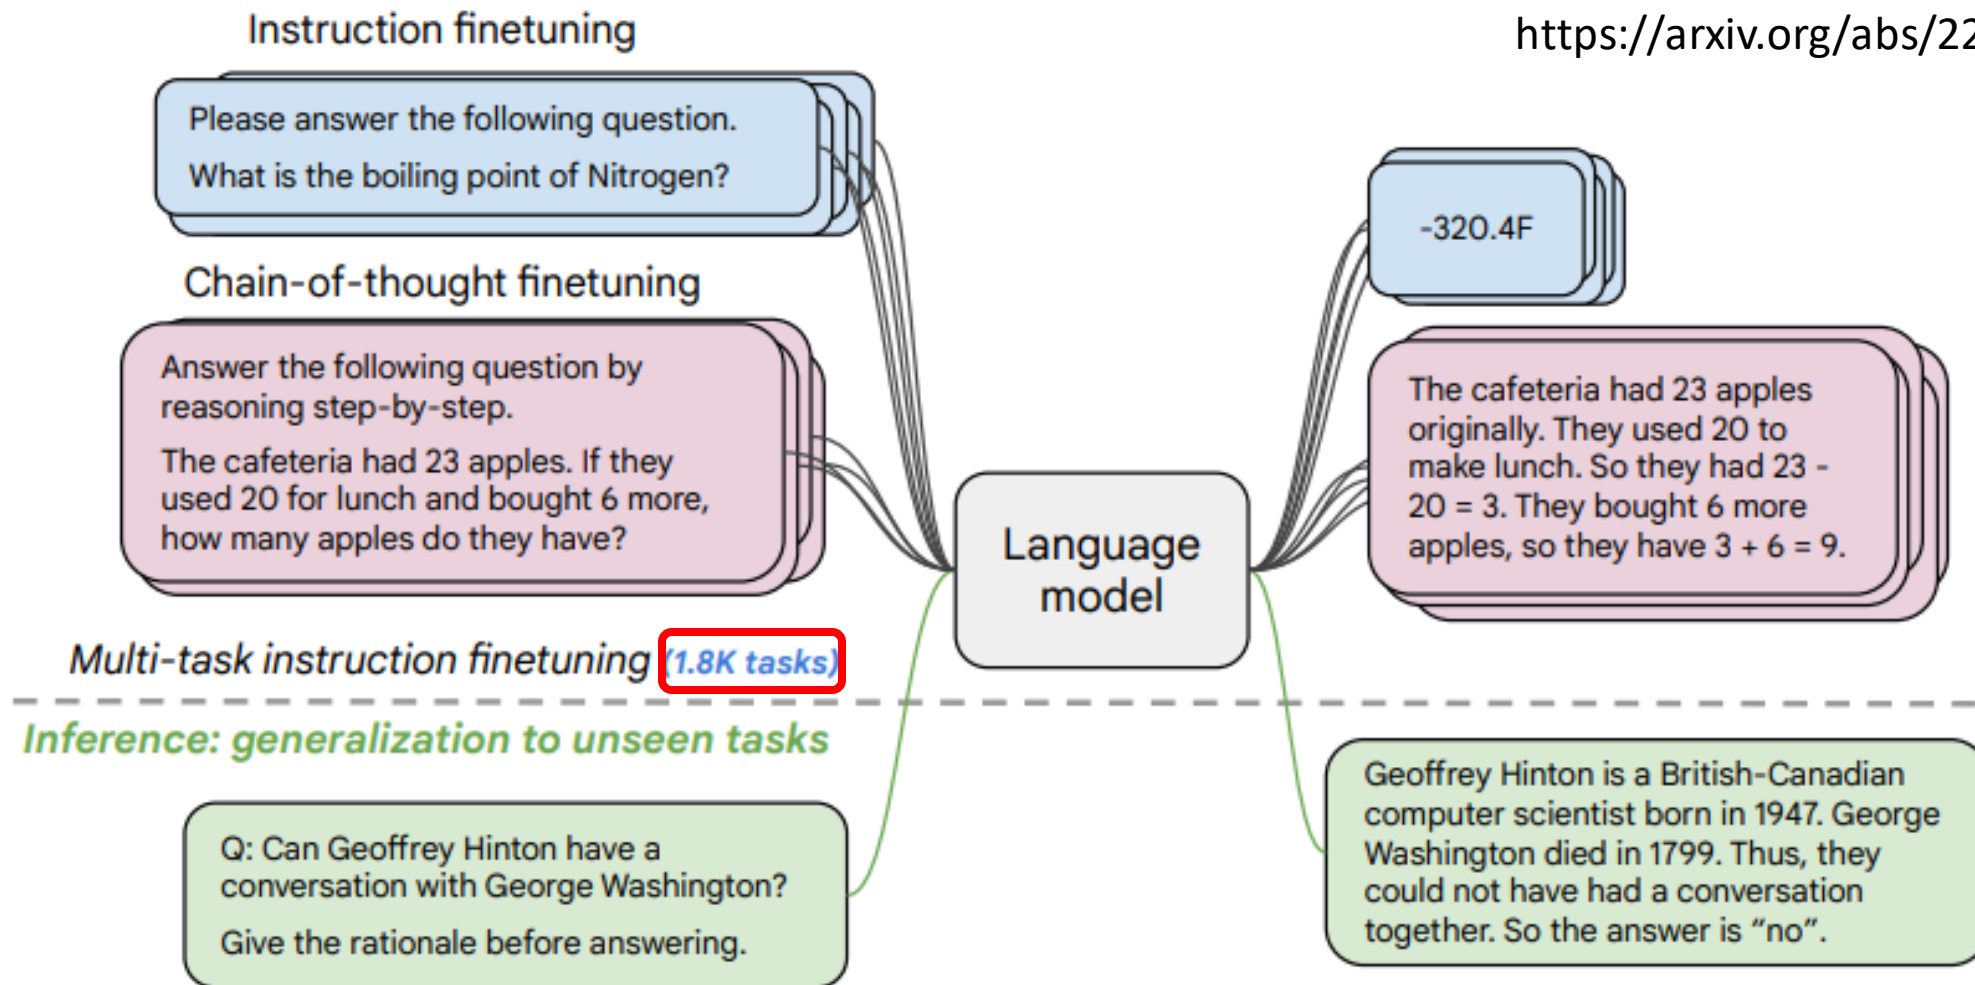 Instruction finetuning
https://arxiv.org/abs/22
Please answer the following question.
What is the boiling point of Nitrogen?
-320.4F
Chain-of-thought finetuning
Answer the following question by
reasoning step-by-step.
The cafeteria had 23 apples. If they
used 20 for lunch and bought 6 more,
how many apples do they have?
Language
model
The cafeteria had 23 apples
originally. They used 20 to
make lunch. So they had 23 -
20 = 3. They bought 6 more
apples, so they have 3 + 6 = 9.
Multi-task instruction finetuning (1.8K tasks)
Inference: generalization to unseen tasks
Q: Can Geoffrey Hinton have a
conversation with George Washington?
Give the rationale before answering.
Geoffrey Hinton is a British-Canadian
computer scientist born in 1947. George
Washington died in 1799. Thus, they
could not have had a conversation
together. So the answer is “no”.